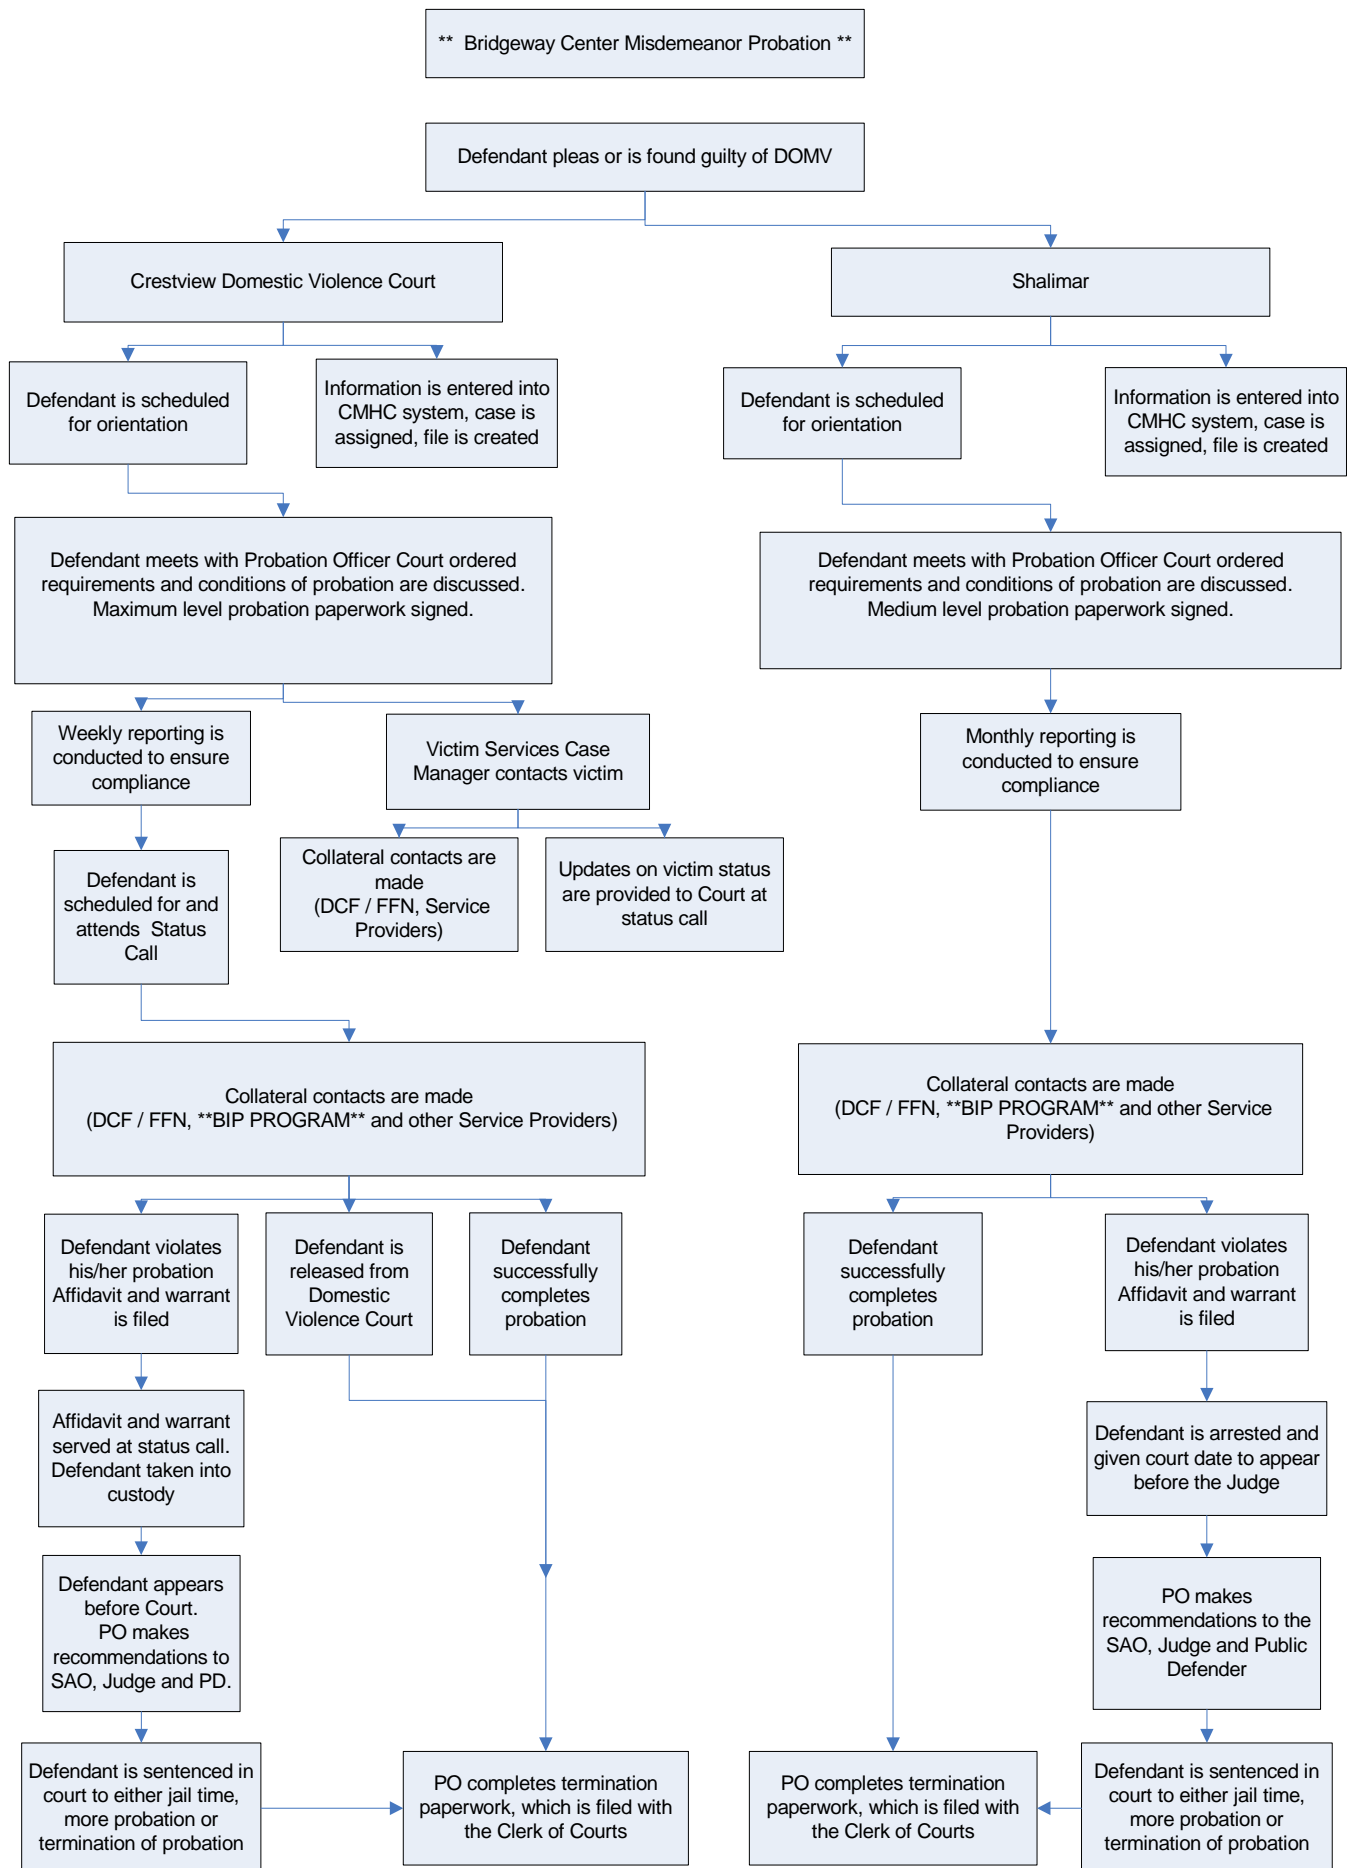 ** Bridgeway Center Misdemeanor Probation **
Defendant pleas or is found guilty of DOMV
Crestview Domestic Violence Court
Shalimar
Defendant is scheduled
for orientation
Information is entered into
CMHC system, case is
assigned, file is created
Defendant is scheduled
for orientation
Information is entered into
CMHC system, case is
assigned, file is created
Defendant meets with Probation Officer Court ordered
requirements and conditions of probation are discussed.
Maximum level probation paperwork signed.
Defendant meets with Probation Officer Court ordered
requirements and conditions of probation are discussed.
Medium level probation paperwork signed.
Weekly reporting is
conducted to ensure
compliance
Victim Services Case
Manager contacts victim
Monthly reporting is
conducted to ensure
compliance
Defendant is
scheduled for and
attends Status
Call
Collateral contacts are
made
(DCF / FFN, Service
Providers)
Updates on victim status
are provided to Court at
status call
Collateral contacts are made
(DCF / FFN, **BIP PROGRAM** and other Service Providers)
Collateral contacts are made
(DCF / FFN, **BIP PROGRAM** and other Service
Providers)
Defendant violates
his/her probation
Affidavit and warrant
is filed
Defendant is
released from
Domestic
Violence Court
Defendant
successfully
completes
probation
Defendant
successfully
completes
probation
Defendant violates
his/her probation
Affidavit and warrant
is filed
Affidavit and warrant
served at status call.
Defendant taken into
custody
Defendant is arrested and
given court date to appear
before the Judge
Defendant appears
before Court.
PO makes
recommendations to
SAO, Judge and PD.
PO makes
recommendations to the
SAO, Judge and Public
Defender
Defendant is sentenced in
court to either jail time,
more probation or
termination of probation
PO completes termination
paperwork, which is filed with
the Clerk of Courts
PO completes termination
paperwork, which is filed with
the Clerk of Courts
Defendant is sentenced in
court to either jail time,
more probation or
termination of probation